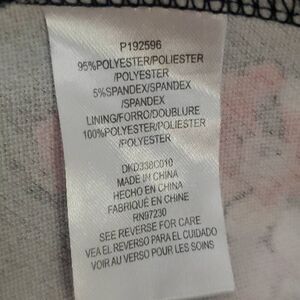 P192596
95%POLYESTER/POLIESTER
/POLYESTER
5%SPANDEX/SPANDEX
/SPANDEX
LINING/FORRO/DOUBLURE
100%POLYESTER/POLIESTER
/POLYESTER
DKD338C010
MADE IN CHINA
HECHO EN CHINA
FABRIQUÉ EN CHINE
RN97230
SEE REVERSE FOR CARE
VEA EL REVERSO PARA EL CUIDADO
VOIR AU VERSO POUR LES SOINS